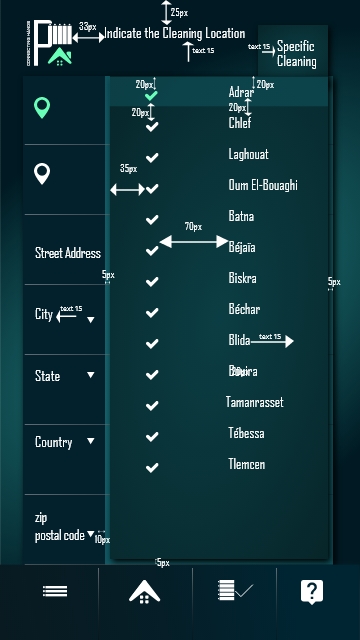 25px
33px
Indicate the Cleaning Location
text 15
text 15
Specific
Cleaning
20px
20px
Adrar
20px
20px
Chlef
Laghouat
35px
Oum El-Bouaghi
Batna
70px
Street Address
Béjaïa
5px
Biskra
5px
City
text 15
Béchar
Blida
text 15
State
Tamanrasset
Country
Tébessa
Tlemcen
zip
postal code
10px
5px